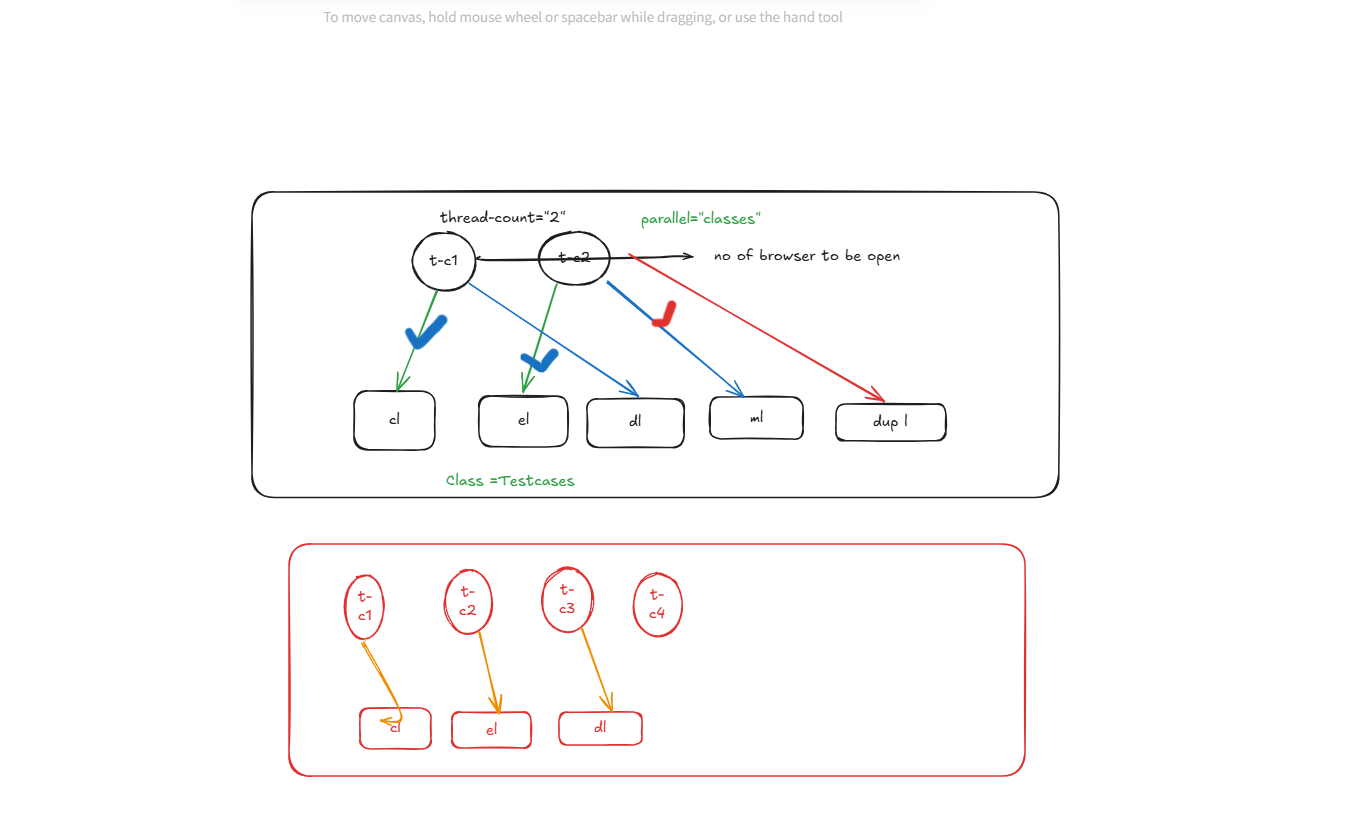 To move canvas, hold mouse wheel or spacebar while dragging, or use the hand tool
thread-count="2"
parallel="classes"
t-c1
t-c2
no of browser to be open
cl
el
dl
ml
dup l
Class =Testcases
t-
c1
t-
c2
t-
c3
t-
c4
cl
el
dl